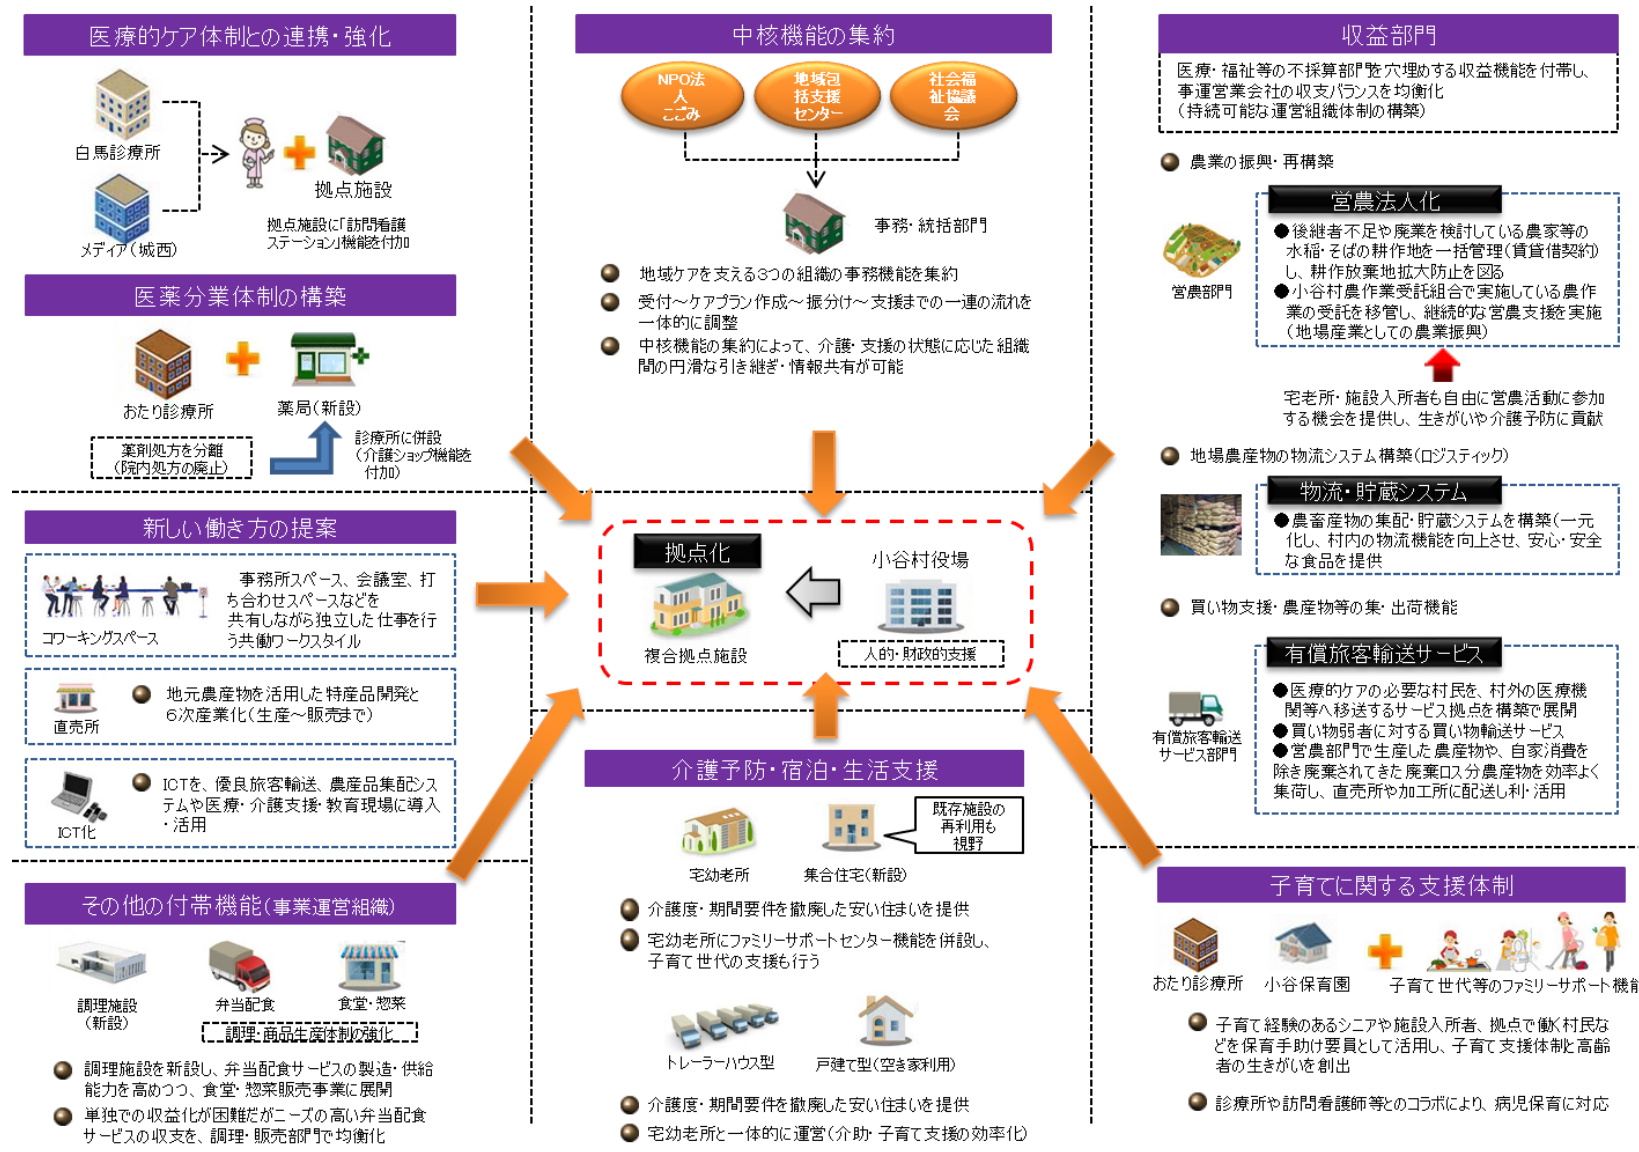 医療的ケア体制との連携・強化
白馬診療所
メディア(城西)
拠点施設
拠点施設に「訪問看護
ステーション」機能を付加
医薬分業体制の構築
おたり診療所
薬局(新設)
薬剤処方を分離
(院内処方の廃止)
診療所に併設
(介護ショップ機能を
付加)
新しい働き方の提案
コワーキングスペース
事務所スペース、会議室、打
ち合わせスペースなどを
共有しながら独立した仕事を行
う共働ワークスタイル
直売所
地元農産物を活用した特産品開発と
6次産業化(生産～販売まで)
ICT化
ICTを、優良旅客輸送、農産品集配シス
テムや医療・介護支援・教育現場に導入
・活用
その他の付帯機能(事業運営組織)
調理施設
(新設)
弁当配食
食堂・惣菜
調理・商品生産体制の強化
調理施設を新設し、弁当配食サービスの製造・供給
能力を高めつつ、食堂・惣菜販売事業に展開
単独での収益化が困難だがニーズの高い弁当配食
サービスの収支を、調理・販売部門で均衡化
中核機能の集約
NPO法
人
こごみ
地域包
括支援
センター
社会福
祉協議
会
事務・統括部門
地域ケアを支える3つの組織の事務機能を集約
受付～ケアプラン作成～振分け～支援までの一連の流れを
一体的に調整
中核機能の集約によって、介護・支援の状態に応じた組織
間の円滑な引き継ぎ・情報共有が可能
拠点化
複合拠点施設
小谷村役場
人的・財政的支援
介護予防・宿泊・生活支援
宅幼老所
集合住宅(新設)
既存施設の
再利用も
視野
介護度・期間要件を撤廃した安い住まいを提供
宅幼老所にファミリーサポートセンター機能を併設し、
子育て世代の支援も行う
トレーラーハウス型
戸建て型(空き家利用)
介護度・期間要件を撤廃した安い住まいを提供
宅幼老所と一体的に運営(介助・子育て支援の効率化)
収益部門
医療・福祉等の不採算部門を穴埋めする収益機能を付帯し、
事運営業会社の収支バランスを均衡化
(持続可能な運営組織体制の構築)
農業の振興・再構築
営農部門
営農法人化
●後継者不足や廃業を検討している農家等の
水稲・そばの耕作地を一括管理(賃貸借契約)
し、耕作放棄地拡大防止を図る
●小谷村農作業受託組合で実施している農作
業の受託を移管し、継続的な営農支援を実施
(地場産業としての農業振興)
宅老所・施設入所者も自由に営農活動に参加
する機会を提供し、生きがいや介護予防に貢献
地場農産物の物流システム構築(ロジスティック)
物流・貯蔵システム
●農畜産物の集配・貯蔵システムを構築(一元
化し、村内の物流機能を向上させ、安心・安全
な食品を提供
買い物支援・農産物等の集・出荷機能
有償旅客輸送サービス
有償旅客輸送
サービス部門
●医療的ケアの必要な村民を、村外の医療機
関等へ移送するサービス拠点を構築で展開
●買い物弱者に対する買い物輸送サービス
●営農部門で生産した農産物や、自家消費を
除き廃棄されてきた廃棄ロス分農産物を効率よく
集荷し、直売所や加工所に配送し利・活用
子育てに関する支援体制
おたり診療所
小谷保育園
子育て世代等のファミリーサポート機能
子育て経験のあるシニアや施設入所者、拠点で働く村民な
どを保育手助け要員として活用し、子育て支援体制と高齢
者の生きがいを創出
診療所や訪問看護師等とのコラボにより、病児保育に対応